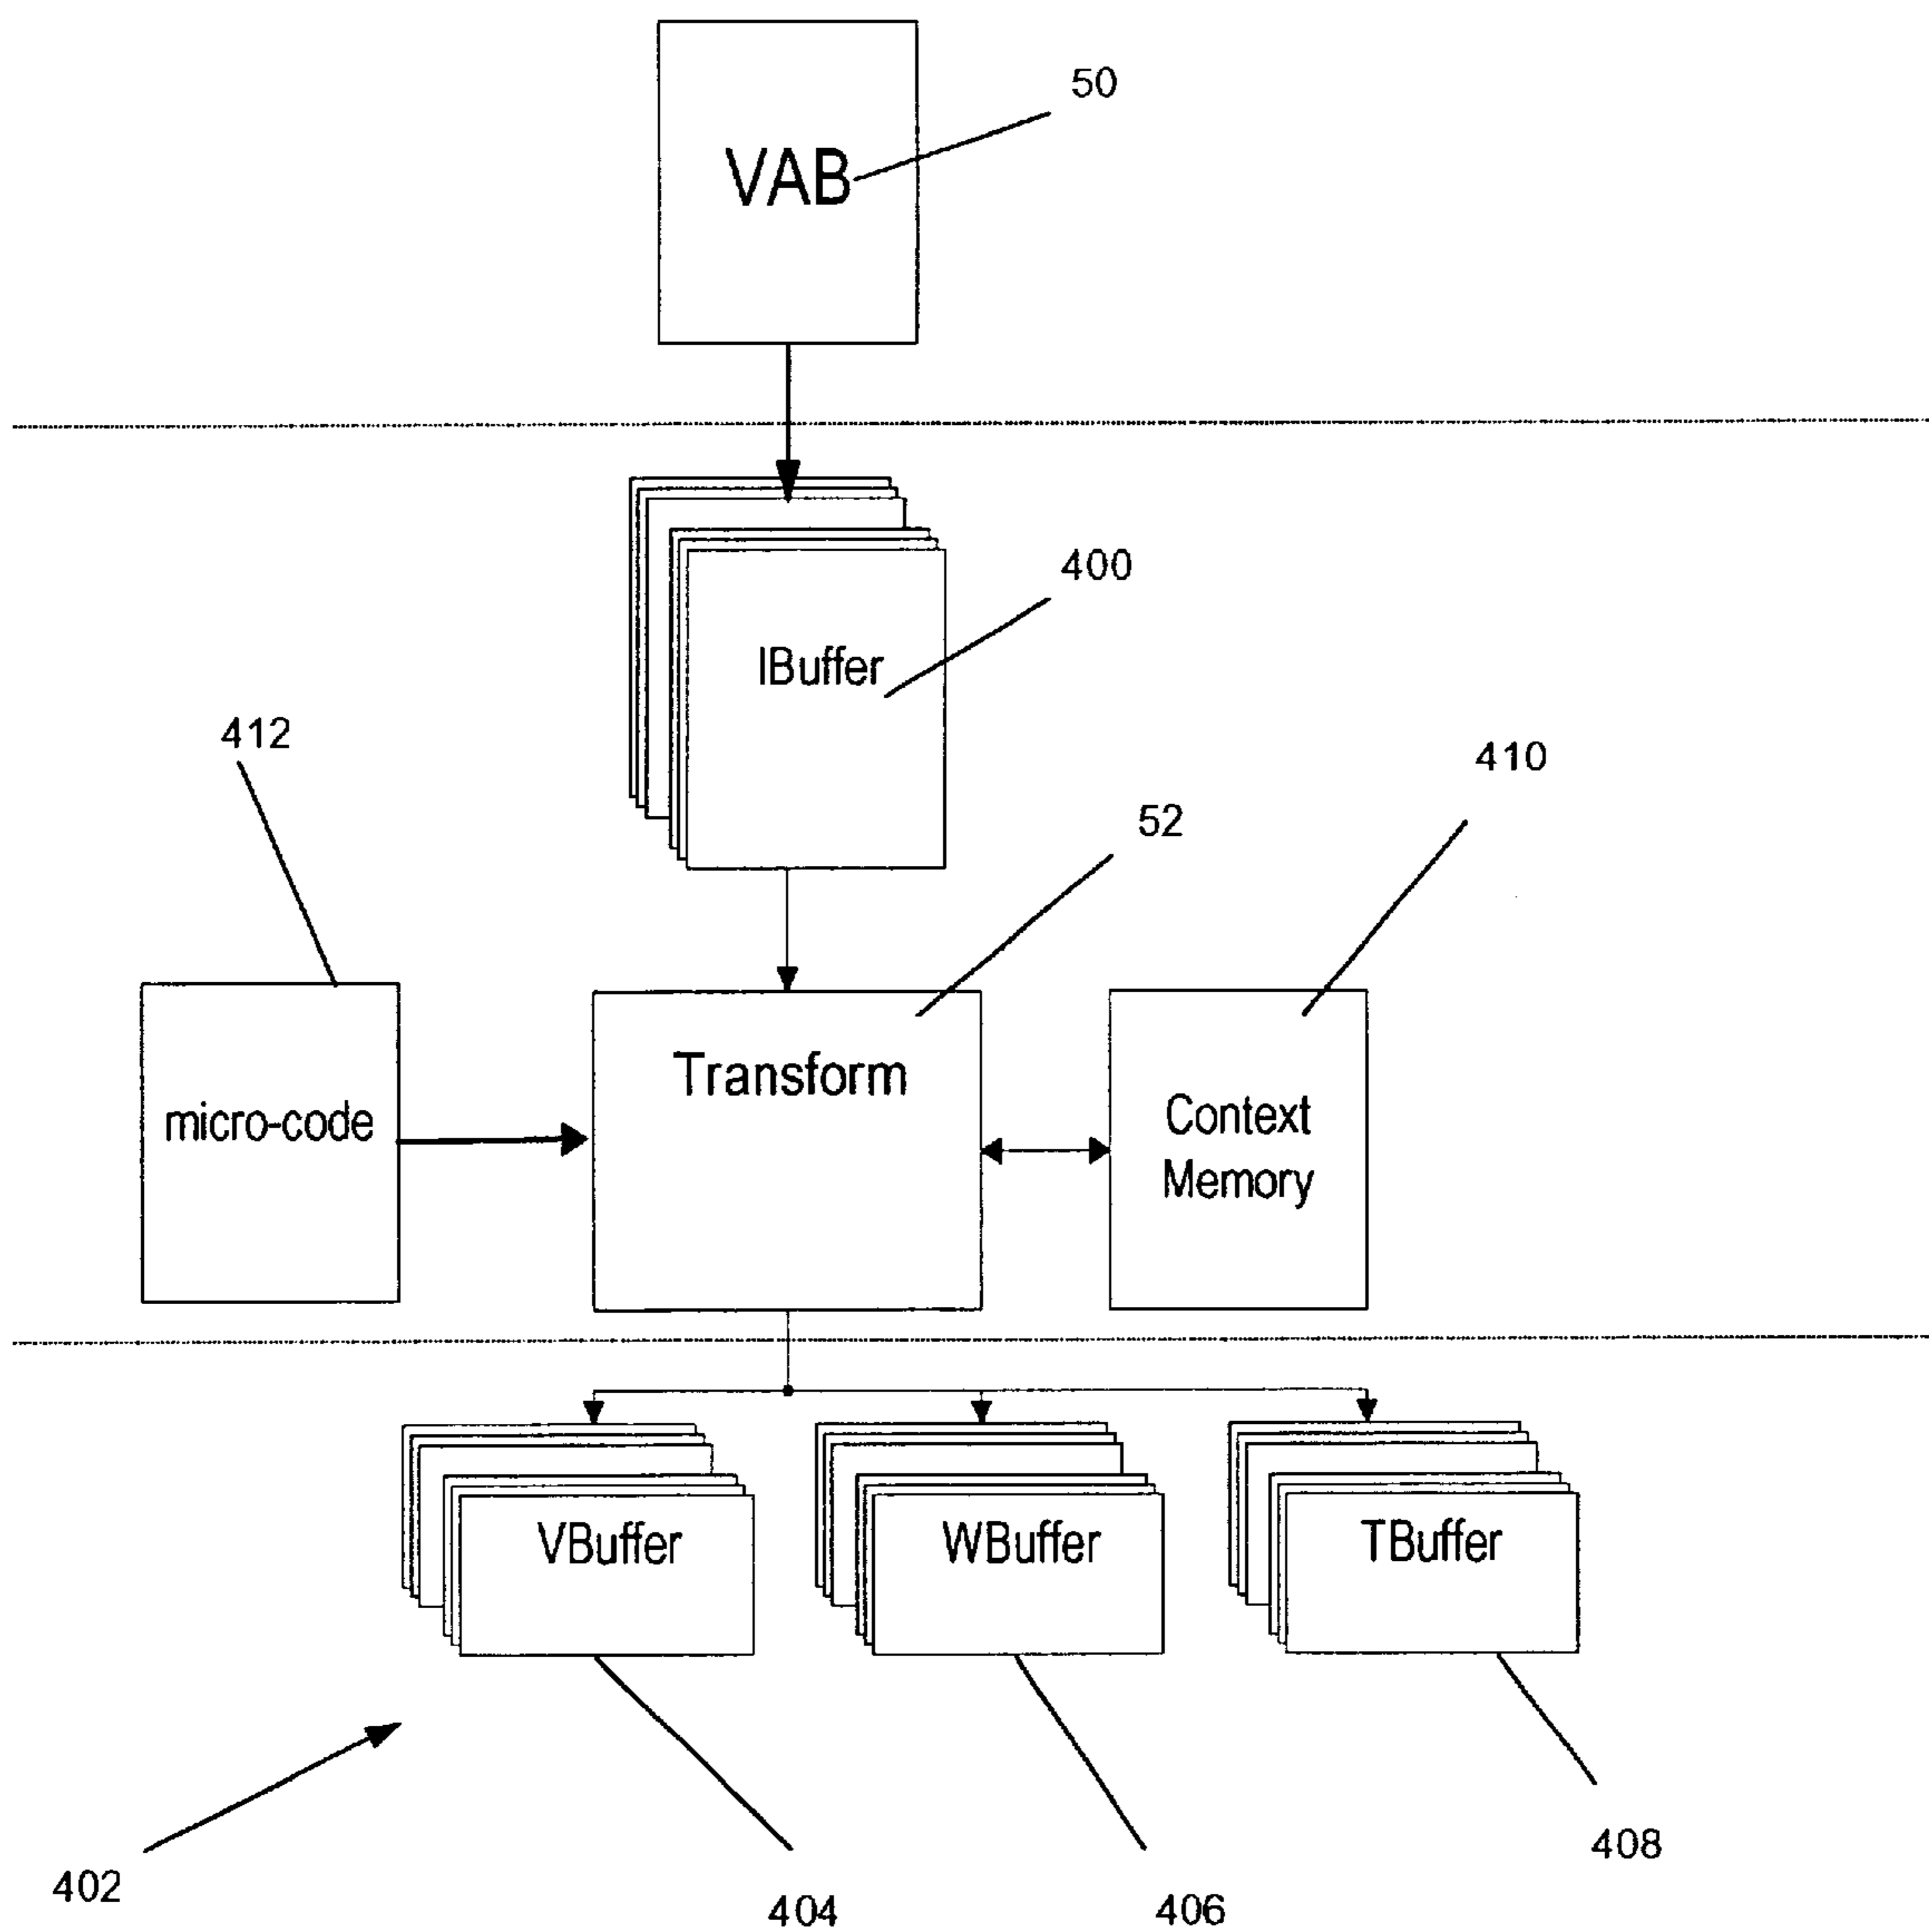 50
VAB
400
IBuffer
412
410
52
Transform
micro-code
Context
Memory
VBuffer
WBuffer
TBuffer
408
402
404
406